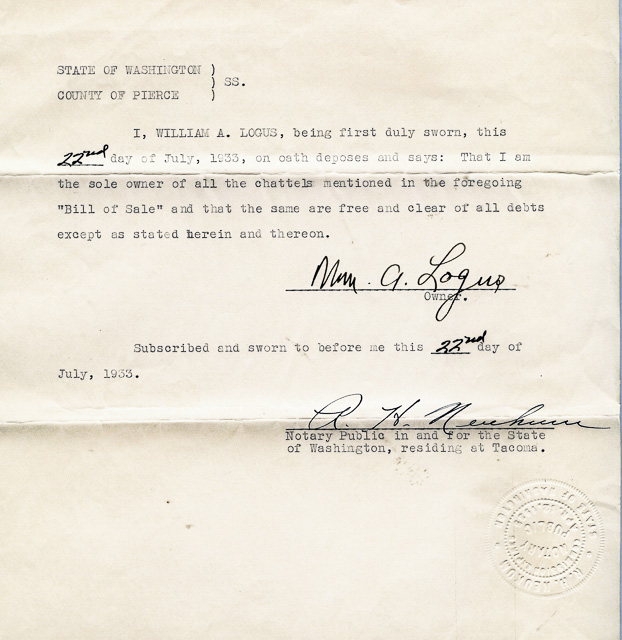 STATE OF WASHINGTON )
) SS.
COUNTY OF PIERCE )
I, WILLIAM A. LOGUS, being first duly sworn, this
22nd day of July, 1933, on oath deposes and says: That I am
the sole owner of all the chattels mentioned in the foregoing
"Bill of Sale" and that the same are free and clear of all debts
except as stated herein and thereon.
Wm. A. Logus
Owner.
Subscribed and sworn to before me this 22nd day of
July, 1933.
R. H.
Notary Public in and for the State
of Washington, residing at Tacoma.
NOTARY
PUBLIC